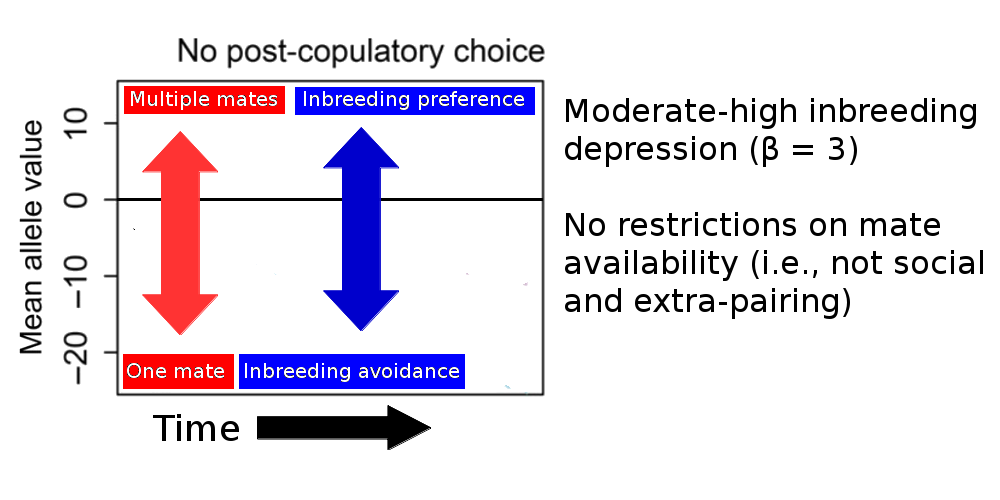 No post-copulatory choice
Multiple mates
Inbreeding preference
Mean allele value
10
0
−10
−20
One mate
Inbreeding avoidance
Time
Moderate-high inbreeding
depression (β = 3)
No restrictions on mate
availability (i.e., not social
and extra-pairing)